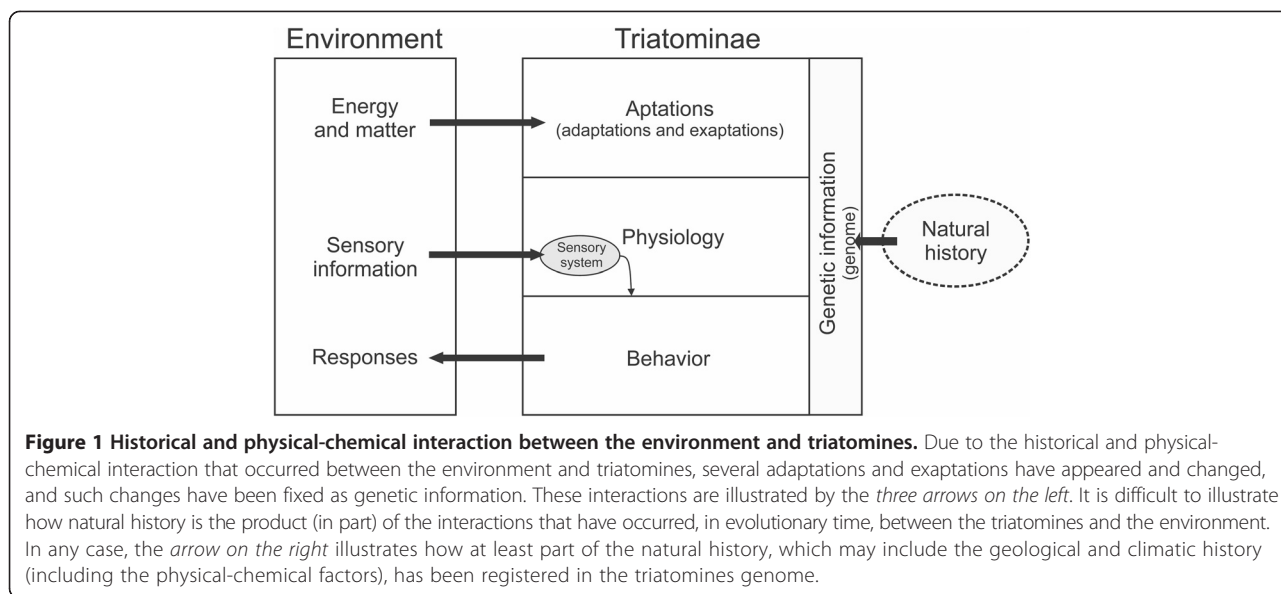 Environment
Triatominae
Energy
and matter
Aptations
(adaptations and exaptations)
Sensory
information
Sensory
system
Physiology
Responses
Behavior
Genetic information
(genome)
Natural
history
Figure 1 Historical and physical-chemical interaction between the environment and triatomines. Due to the historical and physical-
chemical interaction that occurred between the environment and triatomines, several adaptations and exaptations have appeared and changed,
and such changes have been fixed as genetic information. These interactions are illustrated by the three arrows on the left. It is difficult to illustrate
how natural history is the product (in part) of the interactions that have occurred, in evolutionary time, between the triatomines and the environment.
In any case, the arrow on the right illustrates how at least part of the natural history, which may include the geological and climatic history
(including the physical-chemical factors), has been registered in the triatomines genome.